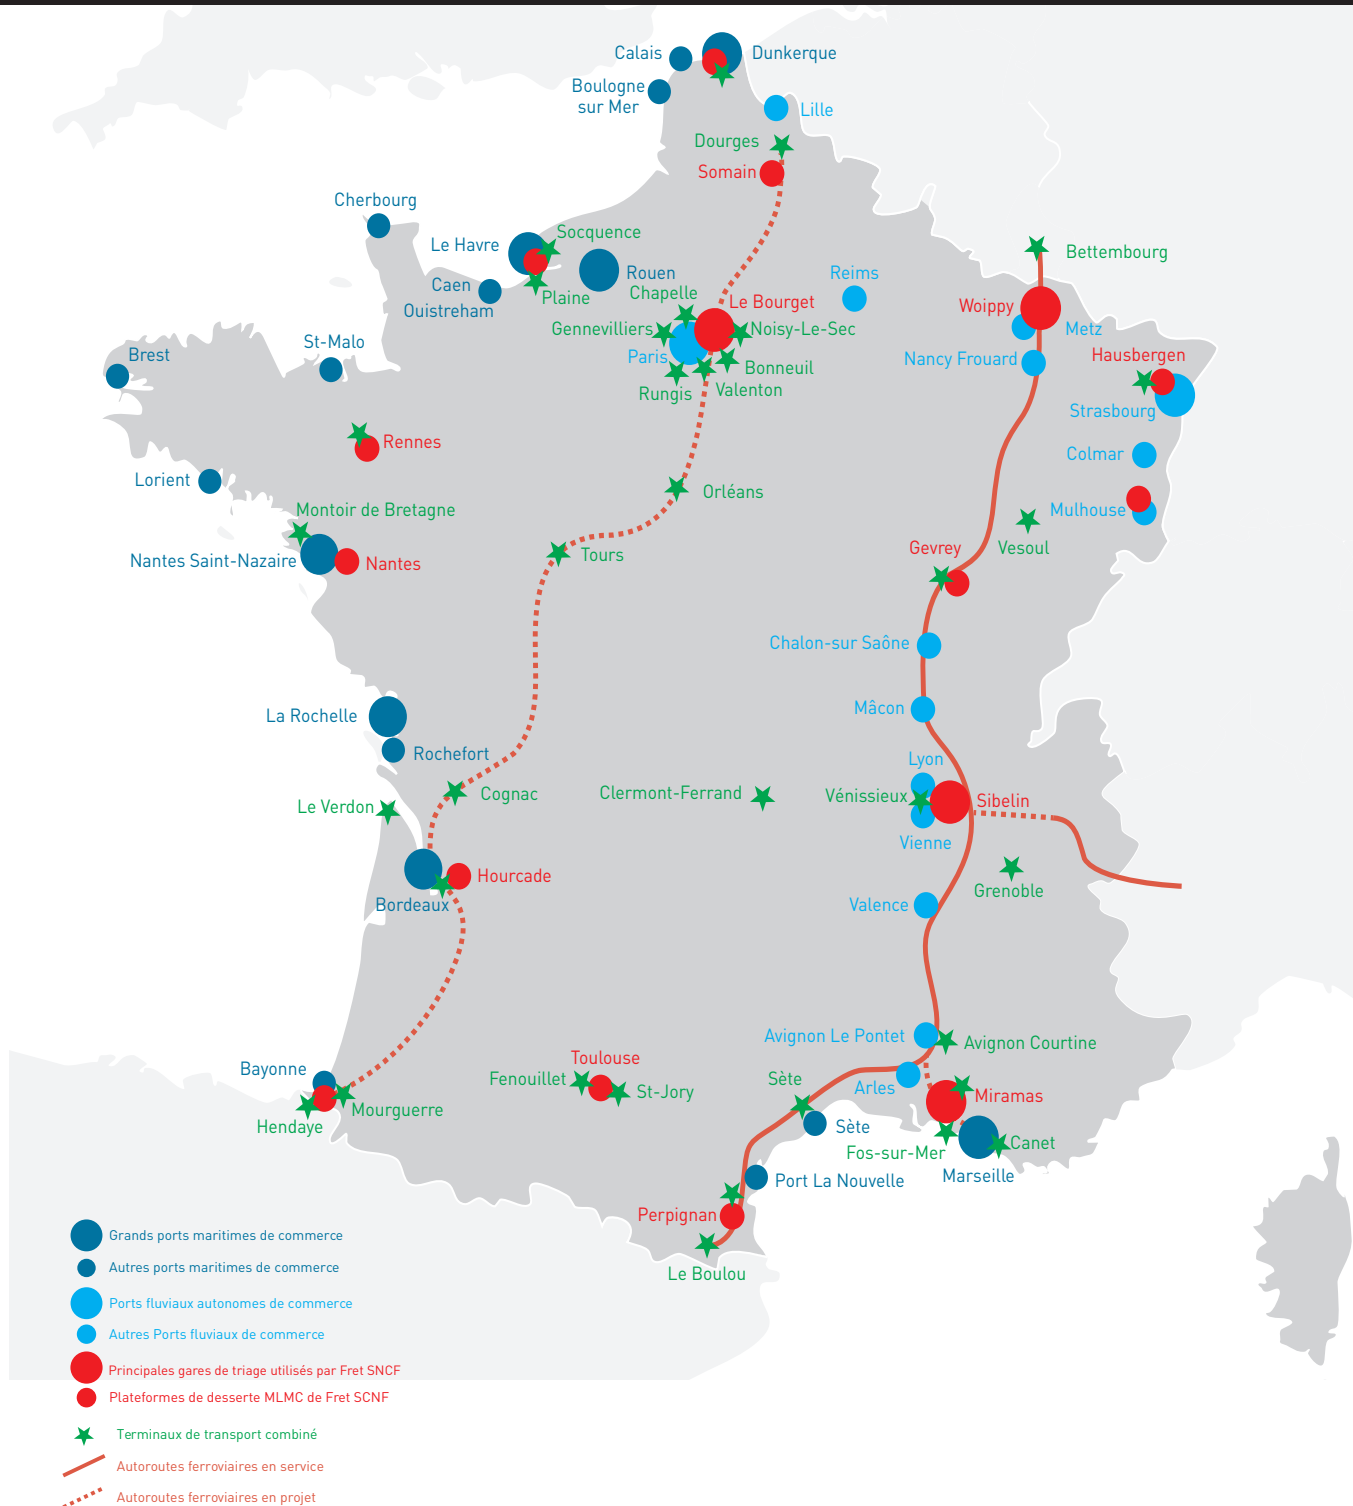 Calais
Dunkerque
Boulogne
sur Mer
Lille
Dourges
Somain
Cherbourg
Socquence
Le Havre
Bettembourg
Rouen
Reims
Caen
Ouistreham
Plaine
Chapelle
Le Bourget
Woippy
Gennevilliers
Noisy-Le-Sec
Metz
St-Malo
Brest
Paris
Nancy Frouard
Hausbergen
Bonneuil
Rungis
Valenton
Strasbourg
Rennes
Colmar
Lorient
Orléans
Montoir de Bretagne
Mulhouse
Gevrey
Vesoul
Nantes Saint-Nazaire
Nantes
Tours
Chalon-sur Saône
La Rochelle
Mâcon
Rochefort
Lyon
Le Verdon
Cognac
Clermont-Ferrand
Vénissieux
Sibelin
Vienne
Hourcade
Grenoble
Bordeaux
Valence
Avignon Le Pontet
Avignon Courtine
Bayonne
Toulouse
Fenouillet
St-Jory
Sète
Arles
Miramas
Mourguerre
Hendaye
Sète
Fos-sur-Mer
Canet
Port La Nouvelle
Marseille
Perpignan
Le Boulou
Grands ports maritimes de commerce
Autres ports maritimes de commerce
Ports fluviaux autonomes de commerce
Autres Ports fluviaux de commerce
Principales gares de triage utilisés par Fret SNCF
Plateformes de desserte MLMC de Fret SCNF
Terminaux de transport combiné
Autoroutes ferroviaires en service
Autoroutes ferroviaires en projet